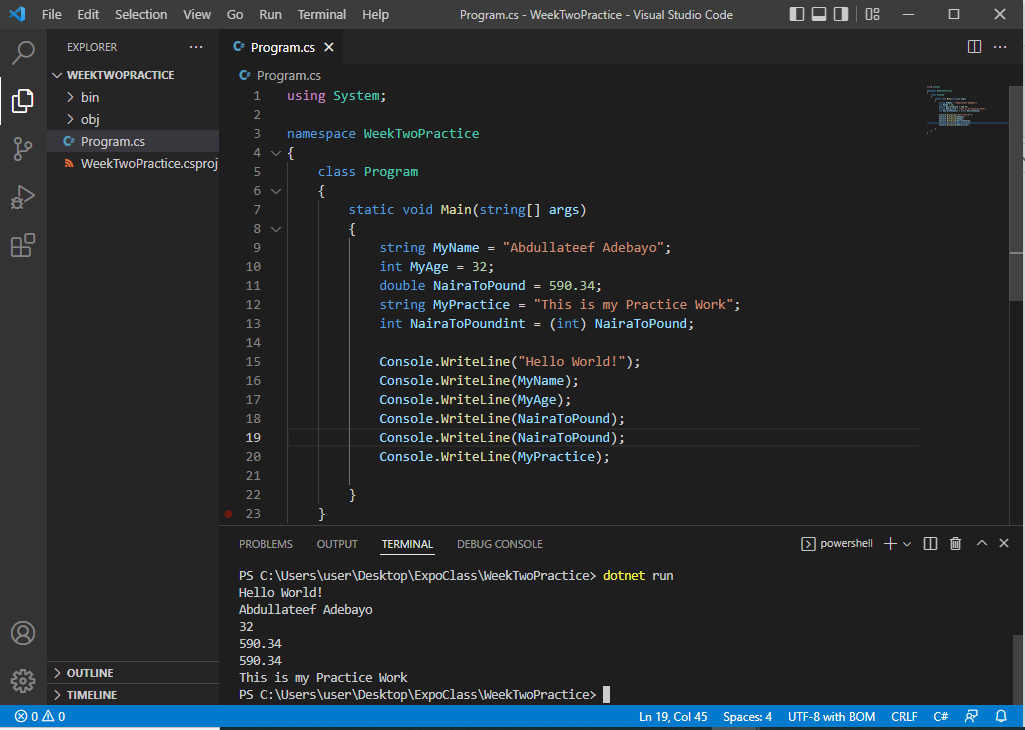 File Edit Selection View Go Run Terminal Help Program.cs - WeekTwoPractice - Visual Studio Code
EXPLORER
WEEKTWOPRACTICE
bin
obj
Program.cs
WeekTwoPractice.csproj
OUTLINE
TIMELINE
Program.cs
Program.cs
1 using System;
2
3 namespace WeekTwoPractice
4 {
5 class Program
6 {
7 static void Main(string[] args)
8 {
9 string MyName = "Abdullateef Adebayo";
10 int MyAge = 32;
11 double NairaToPound = 590.34;
12 string MyPractice = "This is my Practice Work";
13 int NairaToPoundint = (int) NairaToPound;
14
15 Console.WriteLine("Hello World!");
16 Console.WriteLine(MyName);
17 Console.WriteLine(MyAge);
18 Console.WriteLine(NairaToPound);
19 Console.WriteLine(NairaToPound);
20 Console.WriteLine(MyPractice);
21
22 }
23 }
PROBLEMS OUTPUT TERMINAL DEBUG CONSOLE powershell
PS C:\Users\user\Desktop\ExpoClass\WeekTwoPractice> dotnet run
Hello World!
Abdullateef Adebayo
32
590.34
590.34
This is my Practice Work
PS C:\Users\user\Desktop\ExpoClass\WeekTwoPractice>
0 0 Ln 19, Col 45 Spaces: 4 UTF-8 with BOM CRLF C#